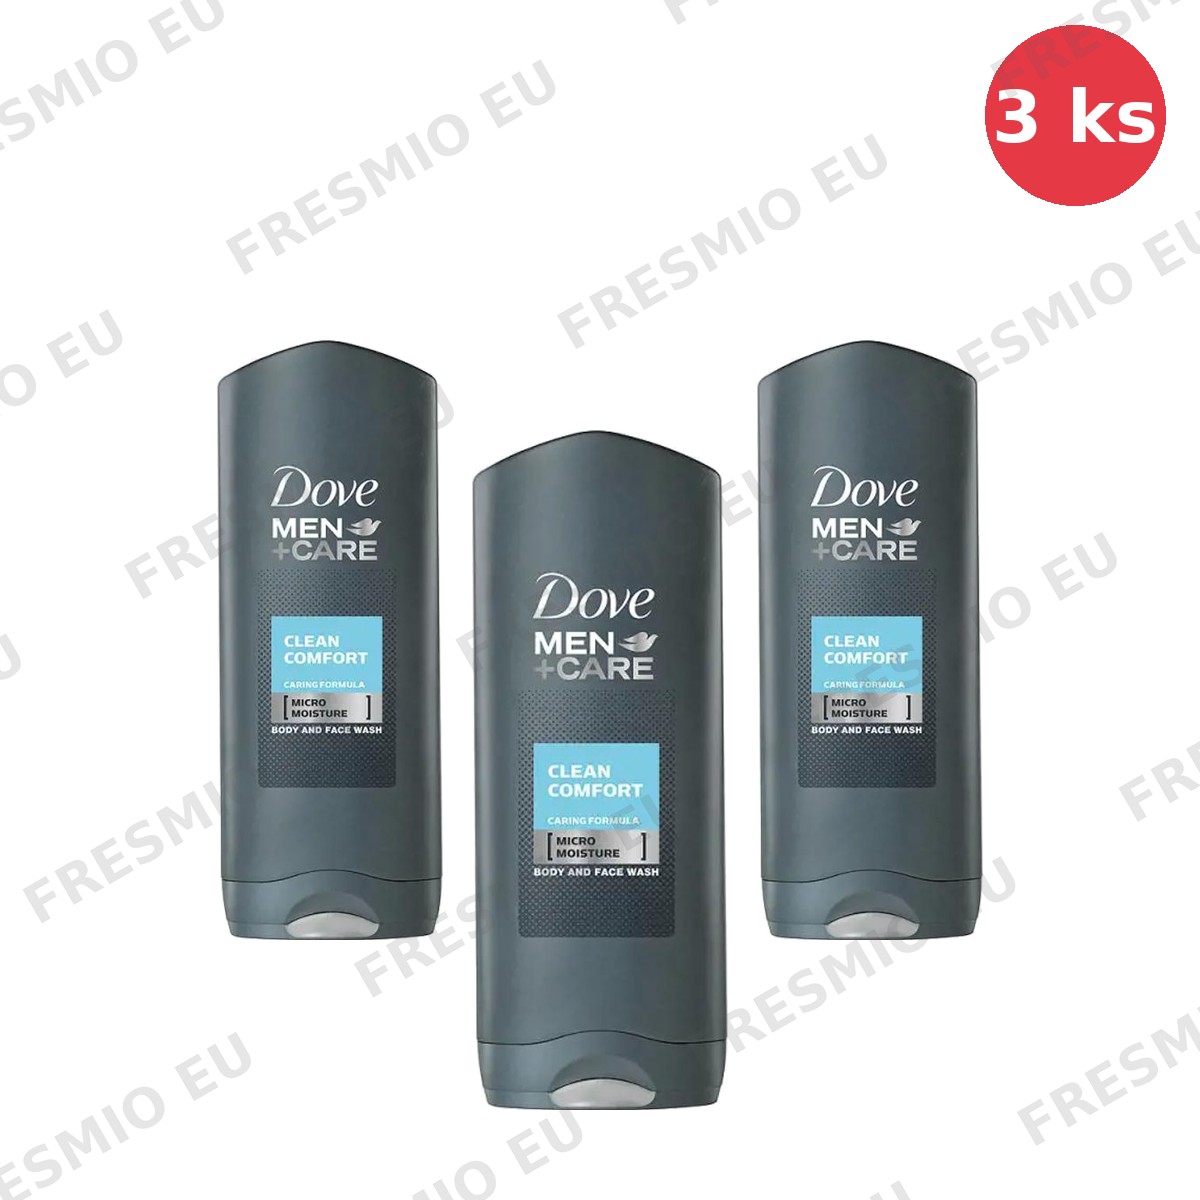 FRESMIO EU
3 ks
Dove
MEN
+CARE
CLEAN
COMFORT
CARING FORMULA
[MICRO
MOISTURE]
BODY AND FACE WASH
Dove
MEN
+CARE
CLEAN
COMFORT
CARING FORMULA
[MICRO
MOISTURE]
BODY AND FACE WASH
Dove
MEN
+CARE
CLEAN
COMFORT
CARING FORMULA
[MICRO
MOISTURE]
BODY AND FACE WASH